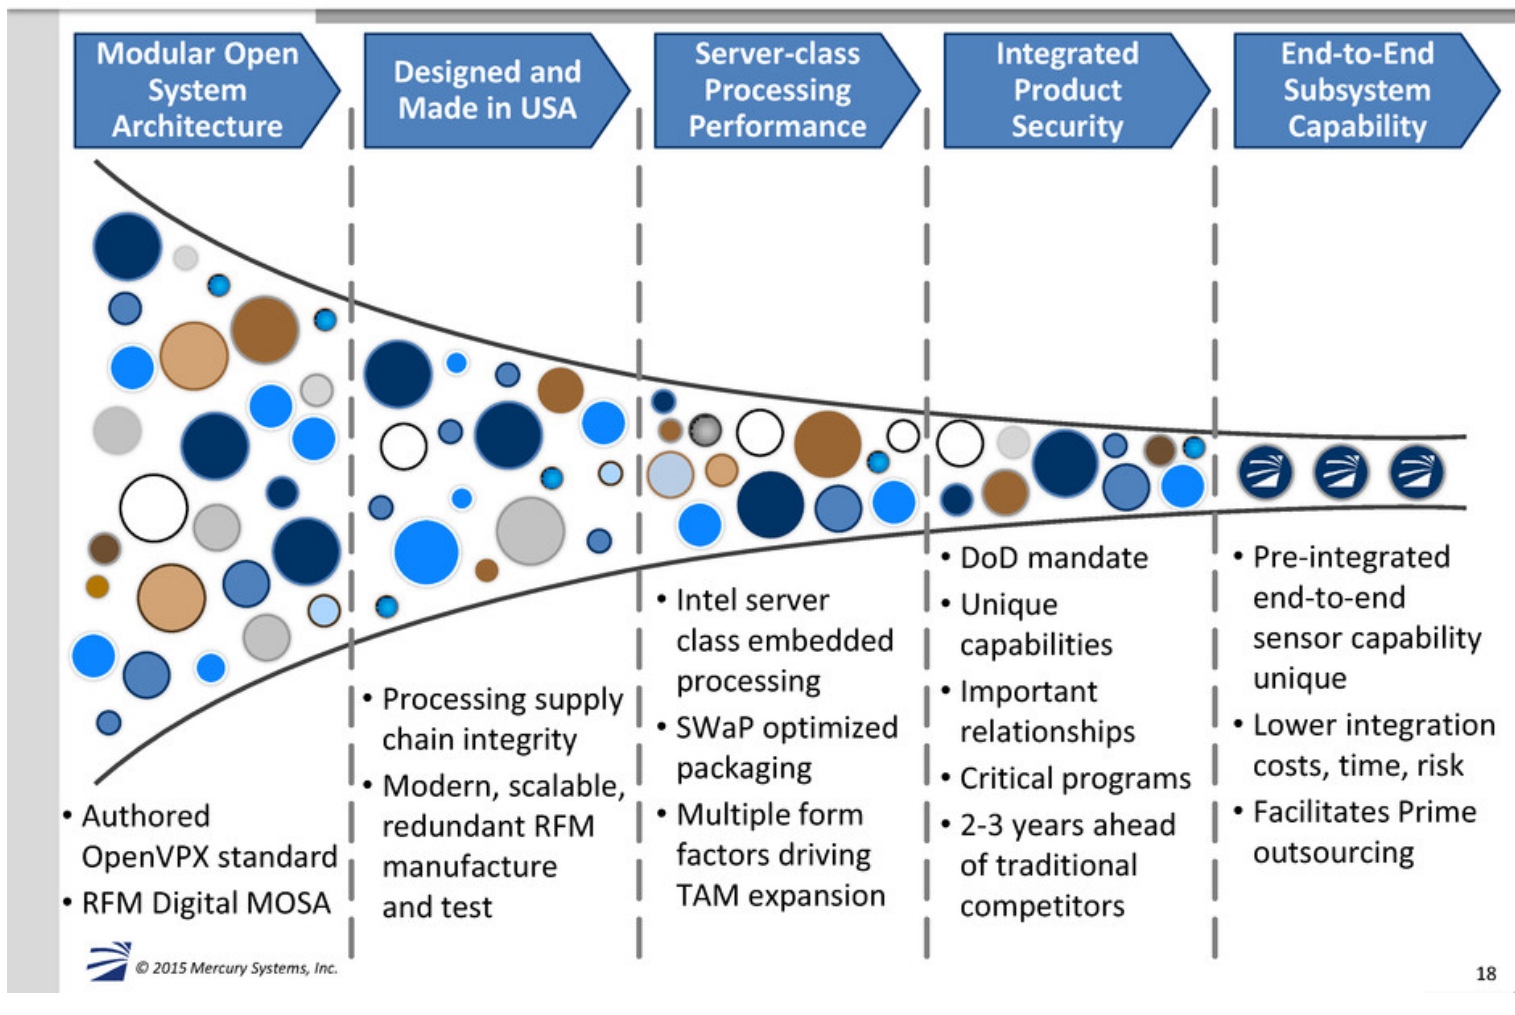 Modular Open
System
Architecture
Designed and
Made in USA
Server-class
Processing
Performance
Integrated
Product
Security
End-to-End
Subsystem
Capability
• Authored
OpenVPX standard
• RFM Digital MOSA
• Processing supply
chain integrity
• Modern, scalable,
redundant RFM
manufacture
and test
• Intel server
class embedded
processing
• SWaP optimized
packaging
• Multiple form
factors driving
TAM expansion
• DoD mandate
• Unique
capabilities
• Important
relationships
• Critical programs
• 2-3 years ahead
of traditional
competitors
• Pre-integrated
end-to-end
sensor capability
unique
• Lower integration
costs, time, risk
• Facilitates Prime
outsourcing
© 2015 Mercury Systems, Inc.
18